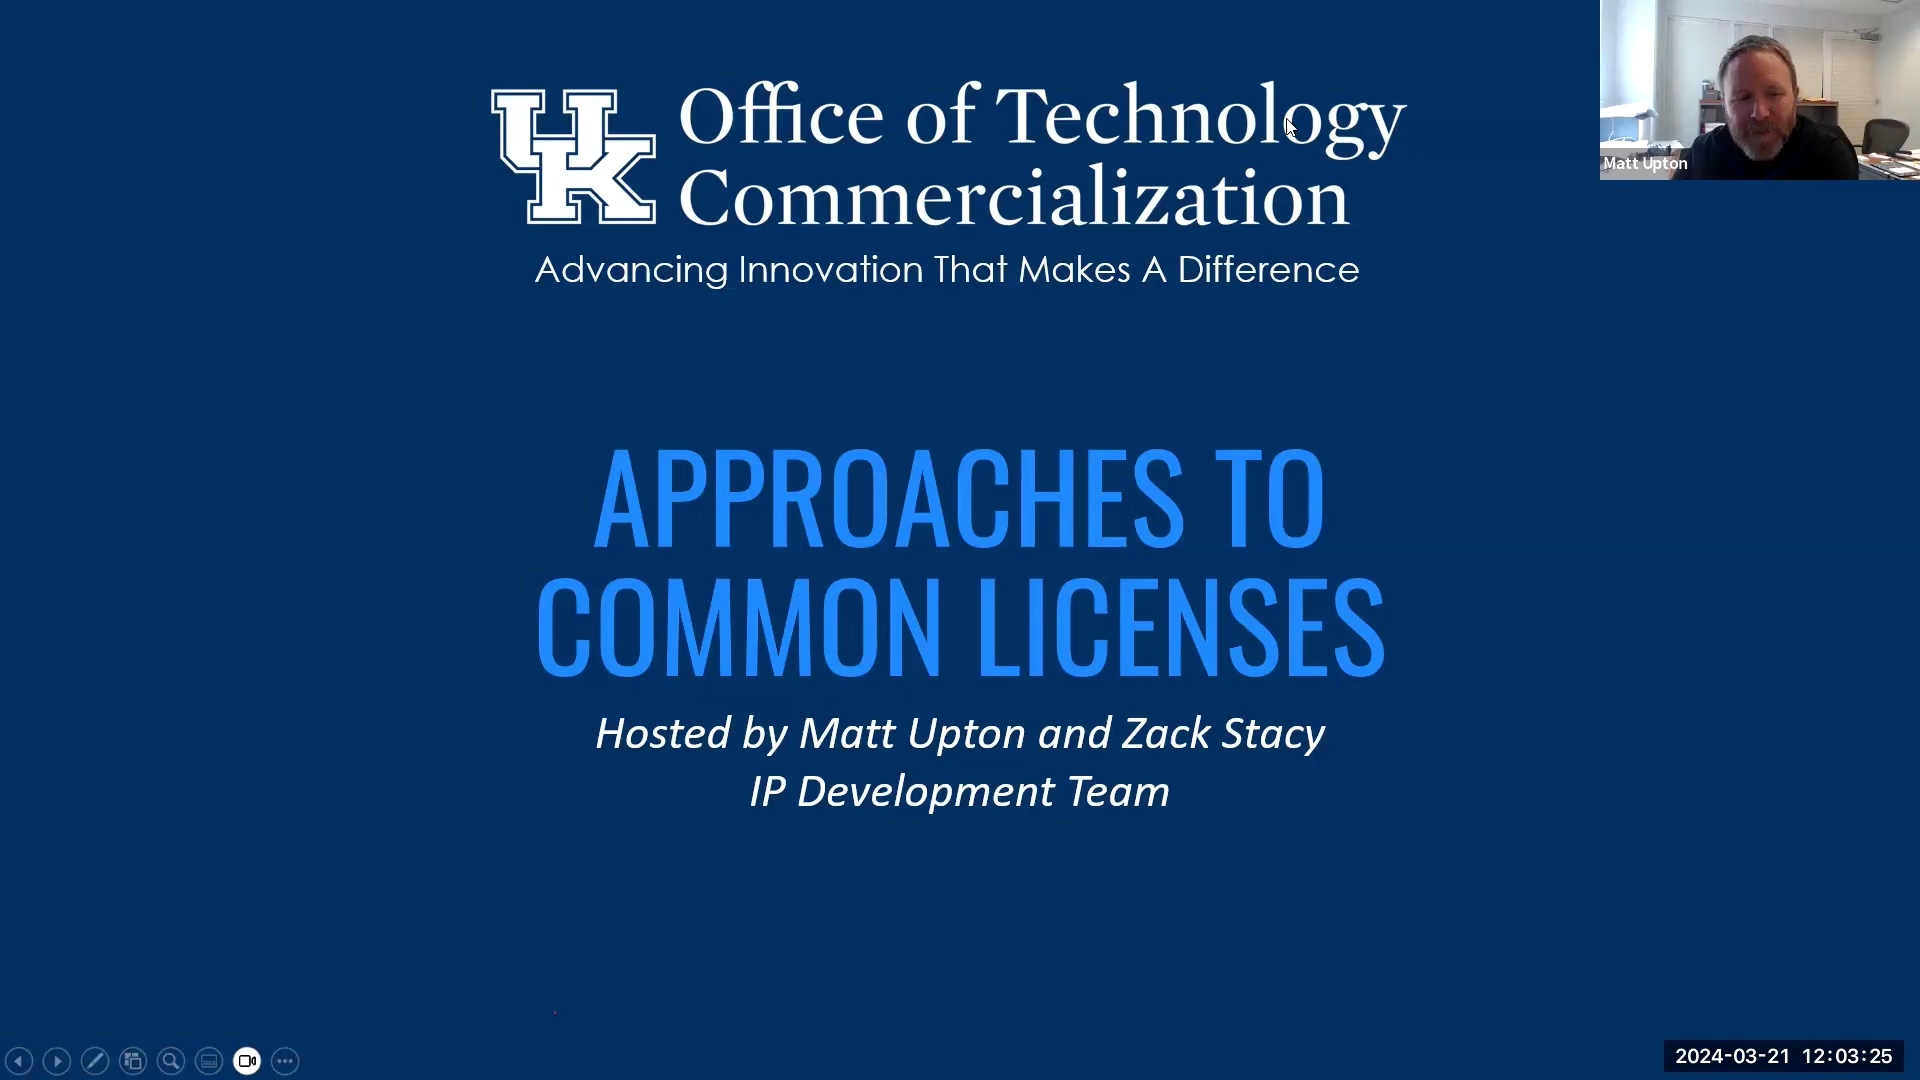 UK
Office of Technology
Commercialization
Advancing Innovation That Makes A Difference
Matt Upton
APPROACHES TO
COMMON LICENSES
Hosted by Matt Upton and Zack Stacy
IP Development Team
2024-03-21 12:03:25